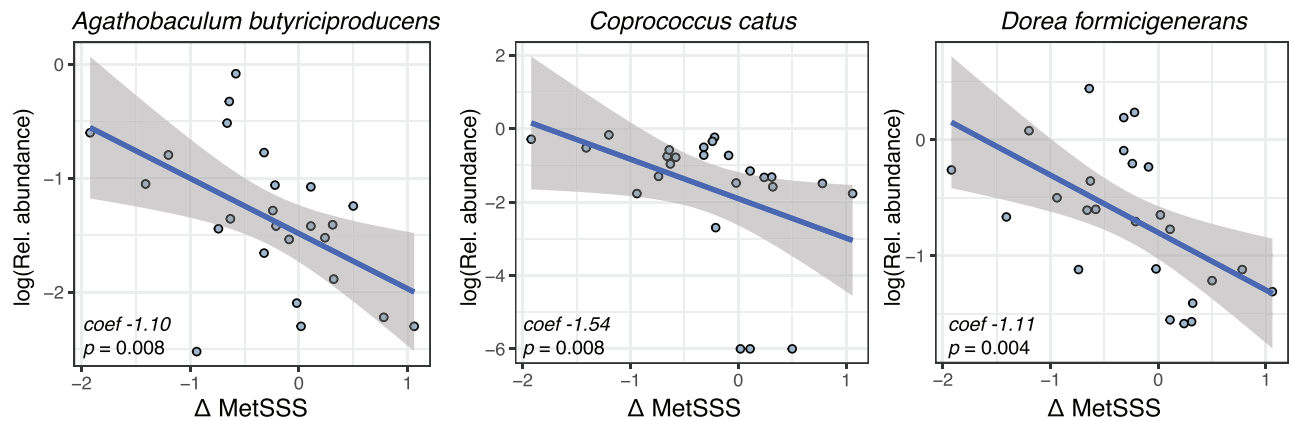 Agathobaculum butyriciproducens
log(Rel. abundance)
0
−1
−2
coef -1.10
p = 0.008
−2 −1 0 1
Δ MetSSS
Coprococcus catus
log(Rel. abundance)
2
0
−2
−4
−6
coef -1.54
p = 0.008
−2 −1 0 1
Δ MetSSS
Dorea formicigenerans
log(Rel. abundance)
0
−1
coef -1.11
p = 0.004
−2 −1 0 1
Δ MetSSS